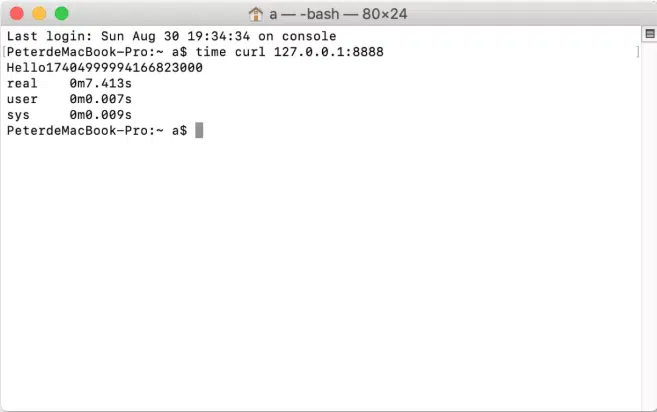 a — -bash — 80×24
Last login: Sun Aug 30 19:34:34 on console
[PeterdeMacBook-Pro:~ a$ time curl 127.0.0.1:8888 ]
Hello17404999994166823000
real 0m7.413s
user 0m0.007s
sys 0m0.009s
PeterdeMacBook-Pro:~ a$